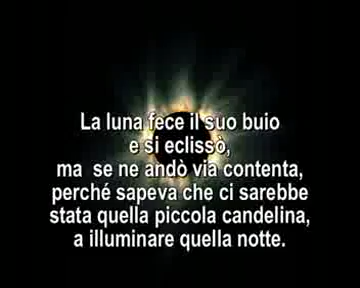 La luna fece il suo buio
e si eclissò,
ma se ne andò via contenta,
perché sapeva che ci sarebbe
stata quella piccola candelina,
a illuminare quella notte.